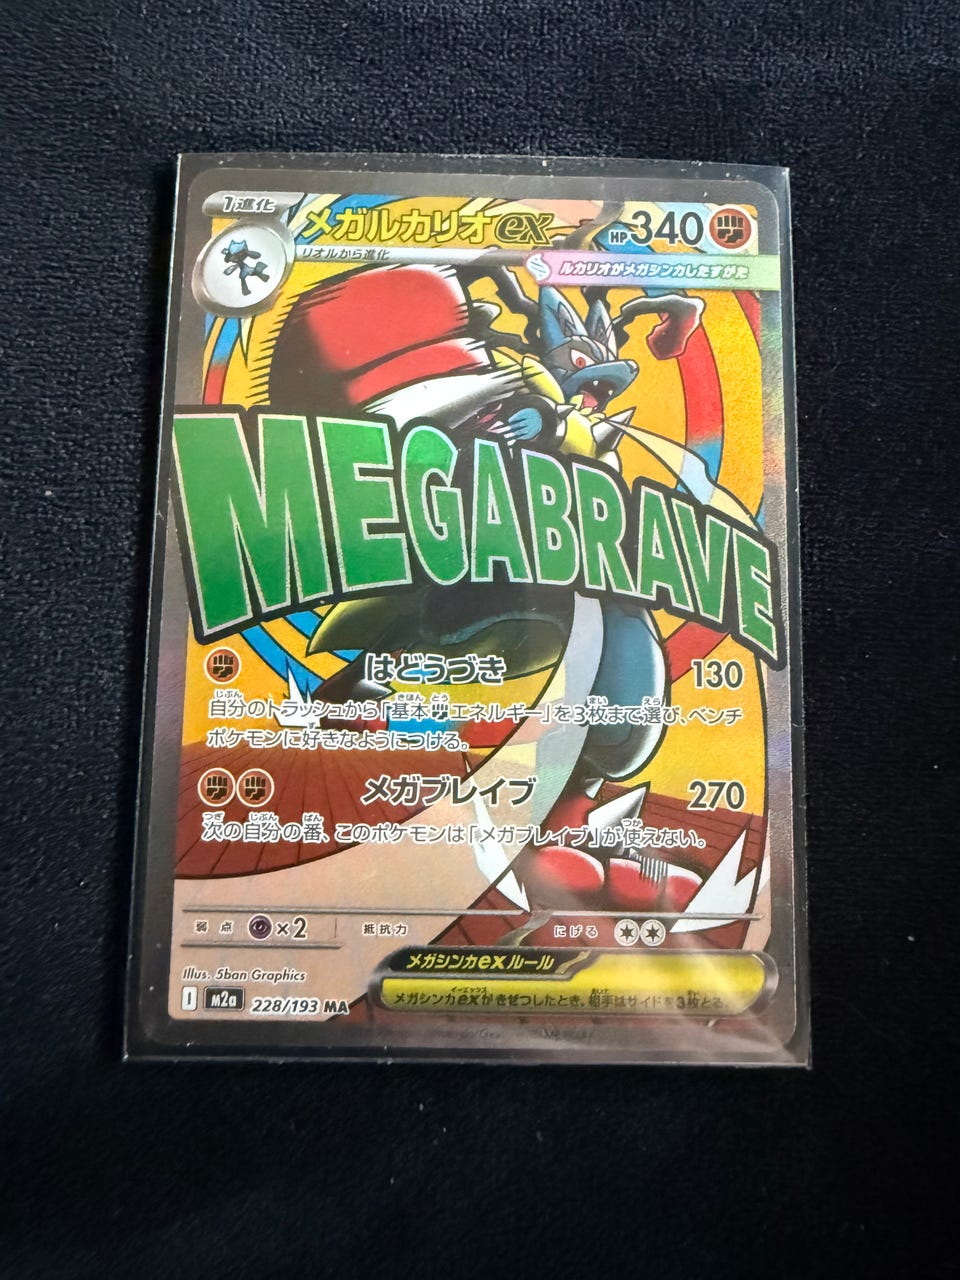 1進化
メガルカリオex
HP340
リオルから進化
ルカリオがメガシンカしたすがた
MEGABRAVE
はどうづき 130
自分のトラッシュから「基本エネルギー」を3枚まで選び、ベンチ
ポケモンに好きなようにつける。
メガブレイブ 270
次の自分の番、このポケモンは「メガブレイブ」が使えない。
弱点 ×2 抵抗力 にげる
メガシンカexルール
メガシンカexがきぜつしたとき、相手はサイドを3枚とる。
Illus. 5ban Graphics
I M2a 228/193 MA